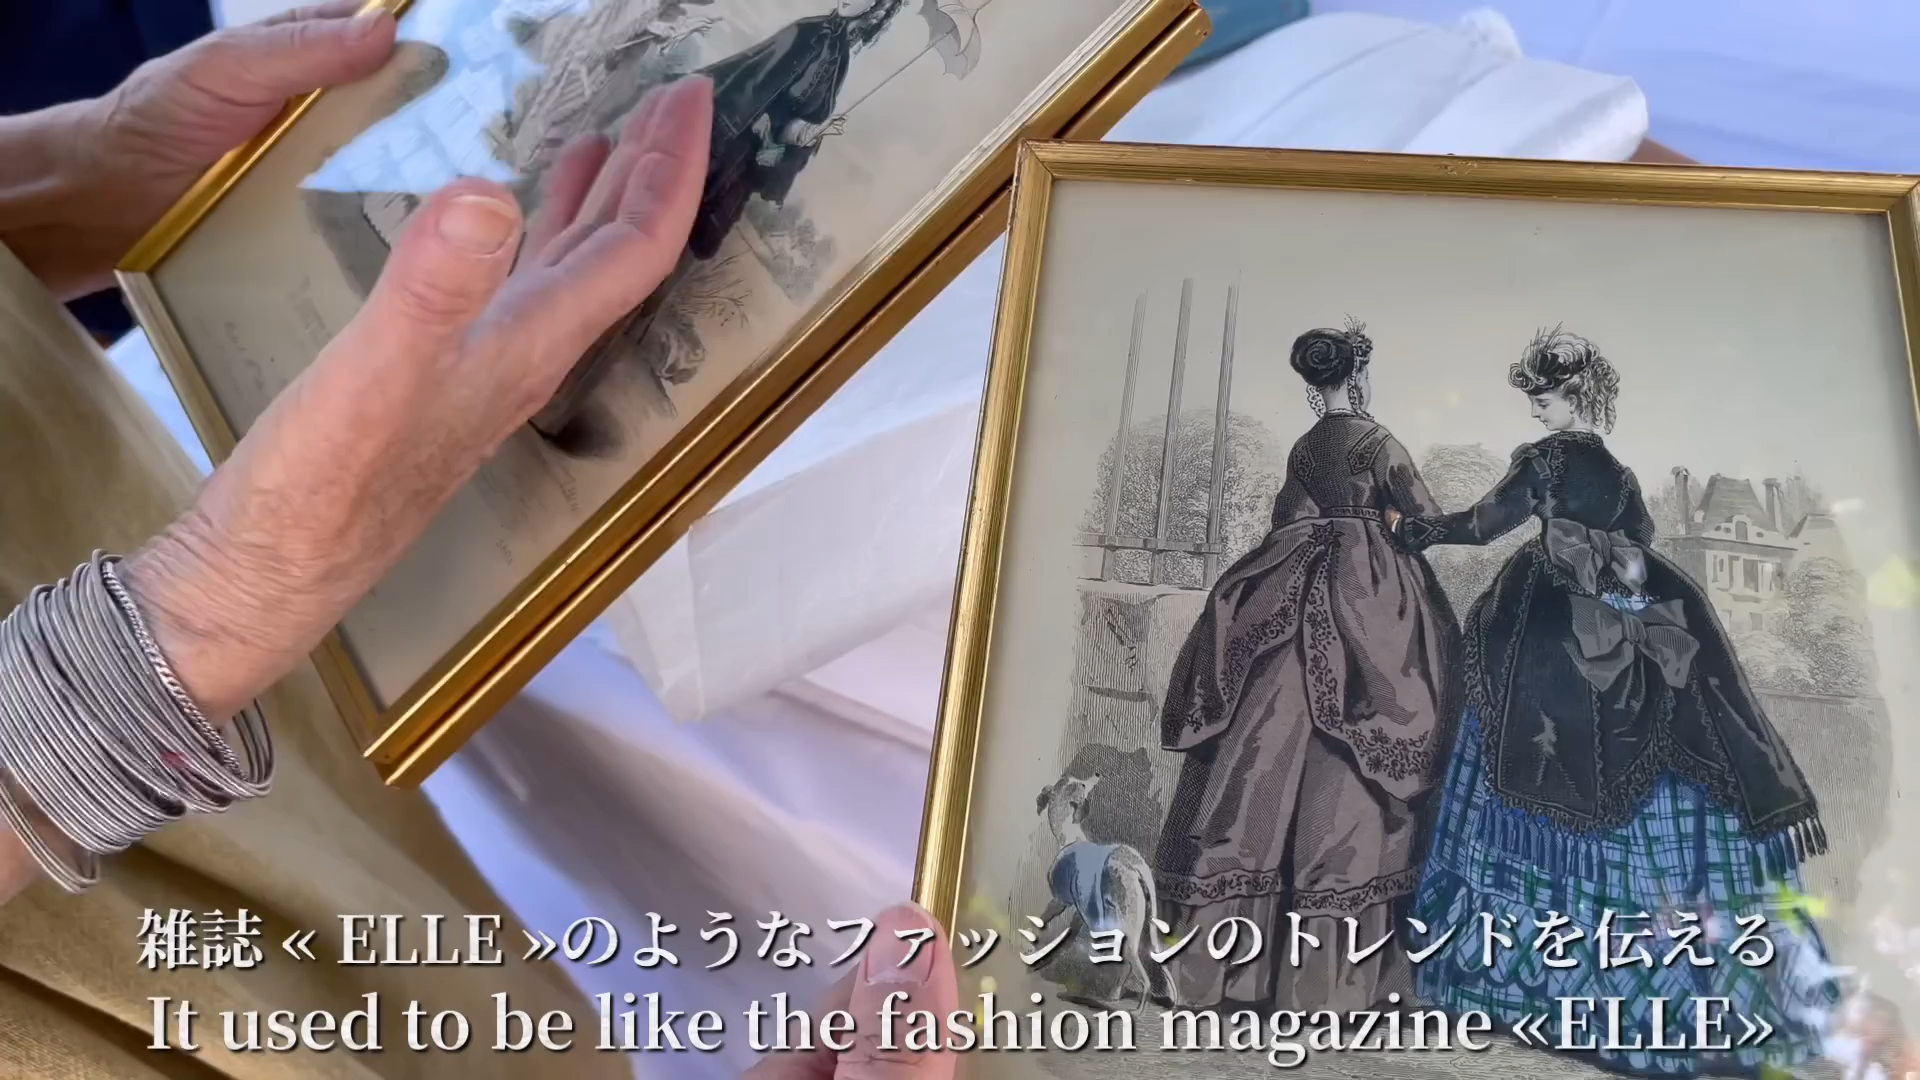 雑誌 « ELLE »のようなファッションのトレンドを伝える
It used to be like the fashion magazine «ELLE»